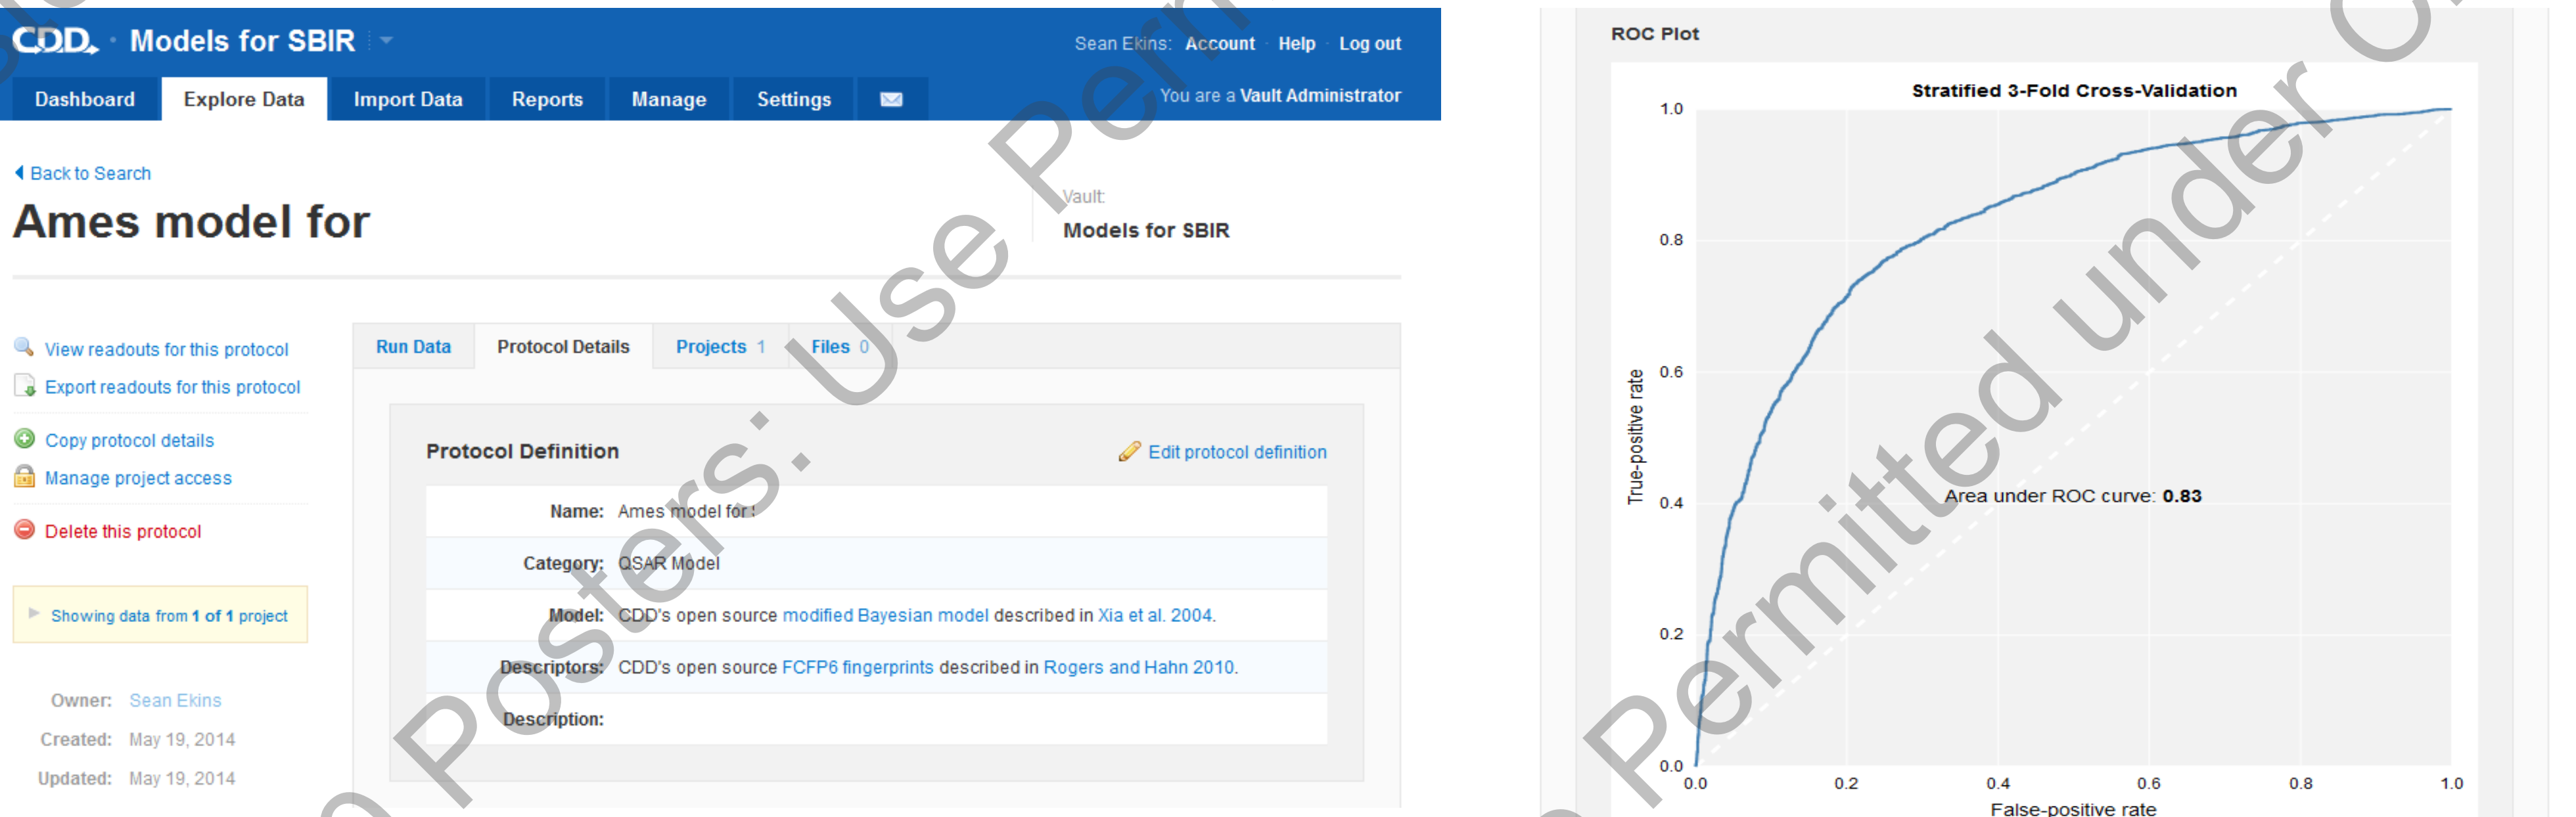 CDD. · Models for SBIR
Sean Ekins: Account · Help · Log out
Dashboard Explore Data Import Data Reports Manage Settings
You are a Vault Administrator
Back to Search
Ames model for
Vault:
Models for SBIR
View readouts for this protocol
Export readouts for this protocol
Copy protocol details
Manage project access
Delete this protocol
Showing data from 1 of 1 project
Owner: Sean Ekins
Created: May 19, 2014
Updated: May 19, 2014
Run Data Protocol Details Projects 1 Files 0
Protocol Definition
Edit protocol definition
Name: Ames model for
Category: QSAR Model
Model: CDD's open source modified Bayesian model described in Xia et al. 2004.
Descriptors: CDD's open source FCFP6 fingerprints described in Rogers and Hahn 2010.
Description:
ROC Plot
Stratified 3-Fold Cross-Validation
1.0
0.8
0.6
0.4
0.2
0.0
True-positive rate
Area under ROC curve: 0.83
0.0 0.2 0.4 0.6 0.8 1.0
False-positive rate
Posters: Use
Permitted under